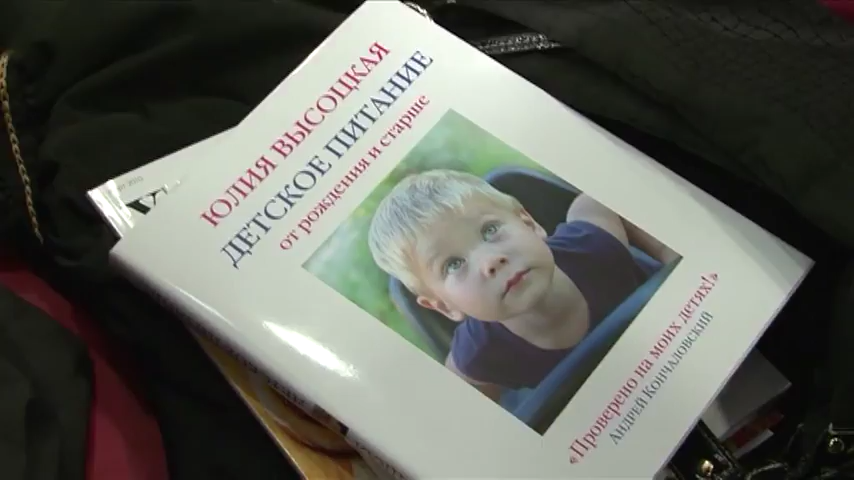 ЮЛИЯ ВЫСОЦКАЯ
ДЕТСКОЕ ПИТАНИЕ
от рождения и старше
«Проверено на моих детях!»
АНДРЕЙ КОНЧАЛОВСКИЙ